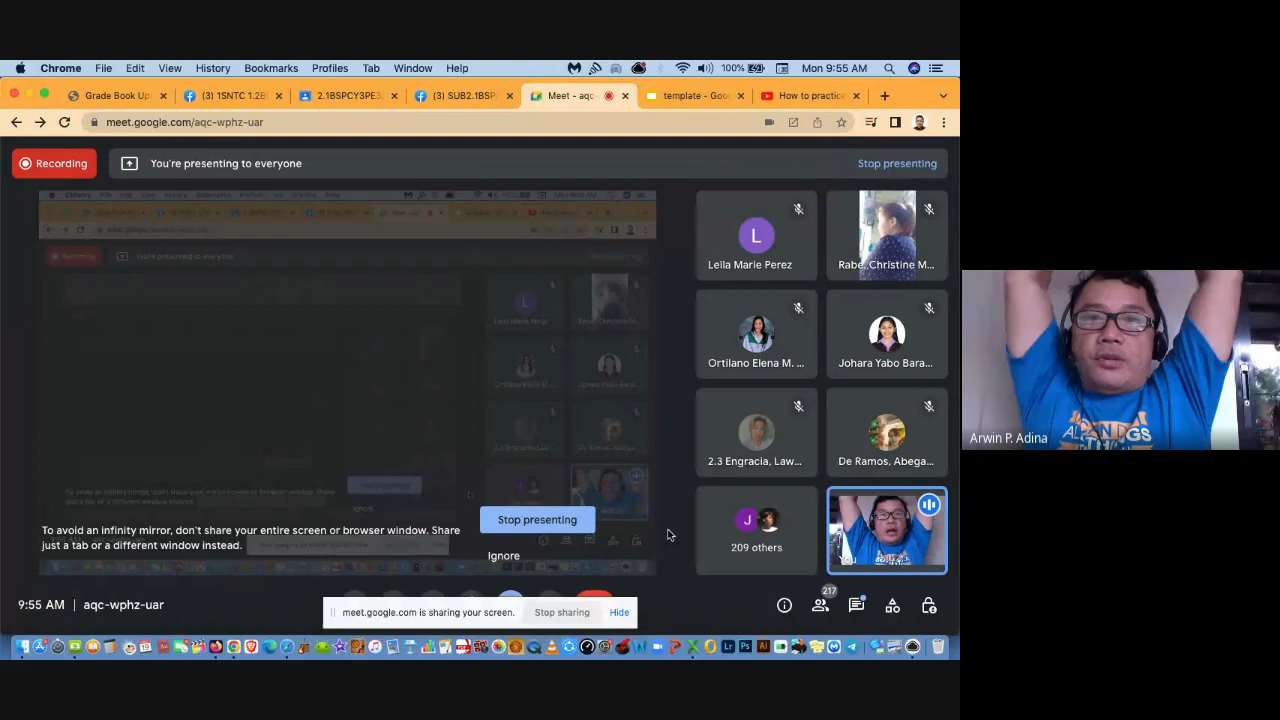 Chrome File Edit View History Bookmarks Profiles Tab Window Help 100% Mon 9:55 AM
Grade Book Up (3) 1SNTC 1.2B 2.1BSPCY3PE3 (3) SUB2.1BSP Meet - aqc- template - Goo How to practice
meet.google.com/aqc-wphz-uar
Recording You're presenting to everyone Stop presenting
L
Leila Marie Perez Rabe, Christine M...
Ortilano Elena M. ... Johara Yabo Bara...
Arwin P. Adina
2.3 Engracia, Law... De Ramos, Abega...
To avoid an infinity mirror, don't share your entire screen or browser window. Share
just a tab or a different window instead.
Stop presenting
Ignore
J
209 others
You
9:55 AM | aqc-wphz-uar
217
meet.google.com is sharing your screen. Stop sharing Hide